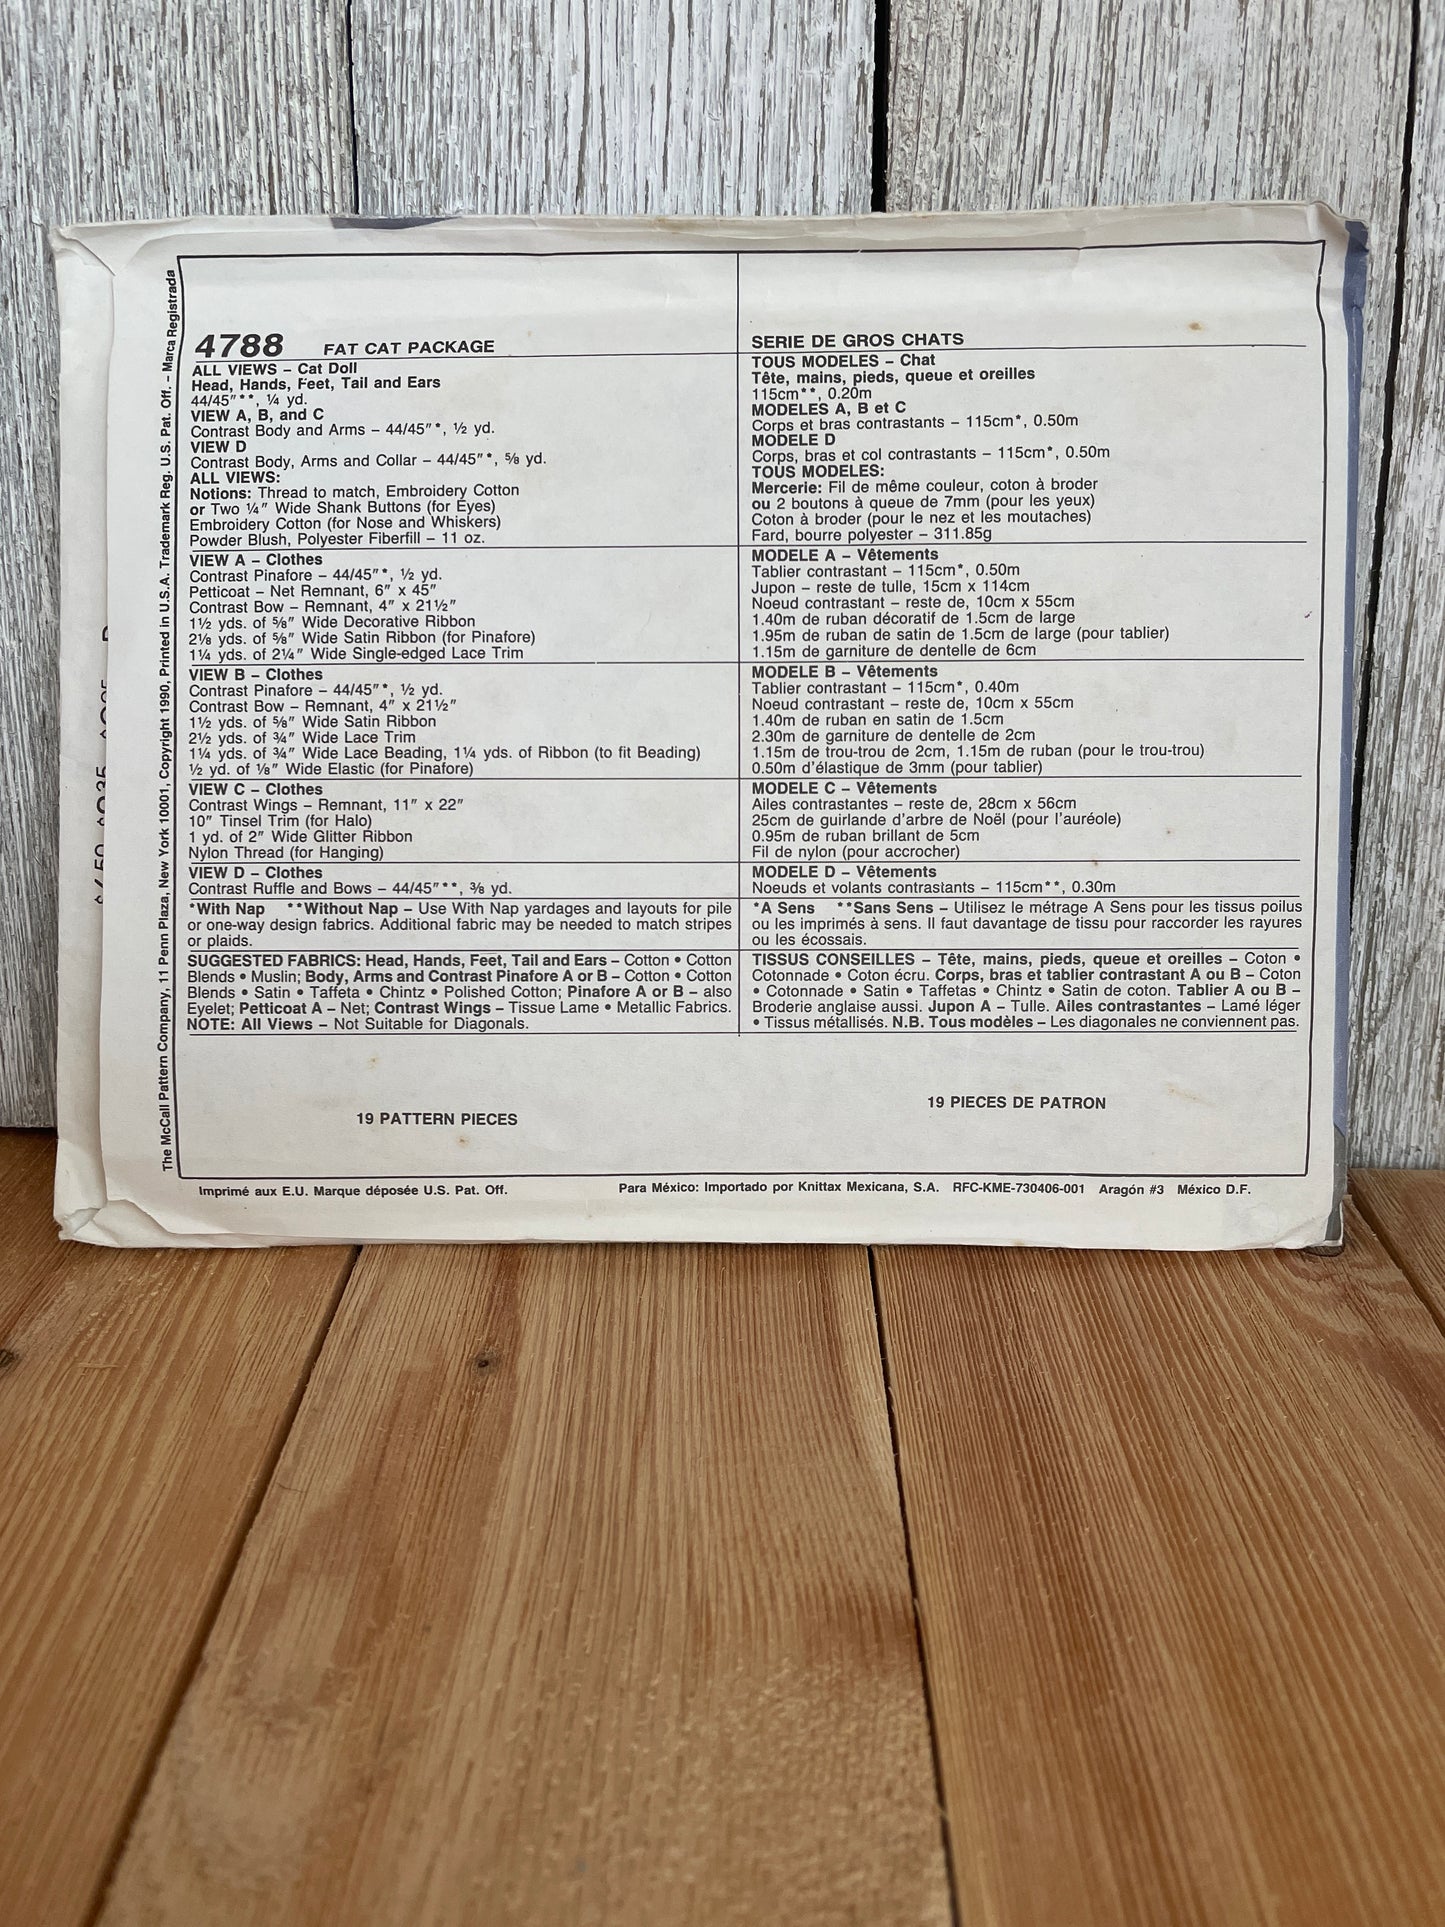 The McCall Pattern Company, 11 Penn Plaza, New York 10001, Copyright 1990, Printed in U.S.A. Trademark Reg. U.S. Pat. Off. – Marca Registrada
4788 FAT CAT PACKAGE
ALL VIEWS – Cat Doll
Head, Hands, Feet, Tail and Ears
44/45"**, ¼ yd.
VIEW A, B, and C
Contrast Body and Arms – 44/45"*, ½ yd.
VIEW D
Contrast Body, Arms and Collar – 44/45"*, ⅝ yd.
ALL VIEWS:
Notions: Thread to match, Embroidery Cotton
or Two ¼" Wide Shank Buttons (for Eyes)
Embroidery Cotton (for Nose and Whiskers)
Powder Blush, Polyester Fiberfill – 11 oz.
VIEW A – Clothes
Contrast Pinafore – 44/45"*, ½ yd.
Petticoat – Net Remnant, 6" x 45"
Contrast Bow – Remnant, 4" x 21½"
1½ yds. of ⅝" Wide Decorative Ribbon
2⅛ yds. of ⅝" Wide Satin Ribbon (for Pinafore)
1¼ yds. of 2¼" Wide Single-edged Lace Trim
VIEW B – Clothes
Contrast Pinafore – 44/45"*, ½ yd.
Contrast Bow – Remnant, 4" x 21½"
1½ yds. of ⅝" Wide Satin Ribbon
2½ yds. of ¾" Wide Lace Trim
1¼ yds. of ¾" Wide Lace Beading, 1¼ yds. of Ribbon (to fit Beading)
½ yd. of ⅛" Wide Elastic (for Pinafore)
VIEW C – Clothes
Contrast Wings – Remnant, 11" x 22"
10" Tinsel Trim (for Halo)
1 yd. of 2" Wide Glitter Ribbon
Nylon Thread (for Hanging)
VIEW D – Clothes
Contrast Ruffle and Bows – 44/45"**, ⅜ yd.
*With Nap **Without Nap – Use With Nap yardages and layouts for pile
or one-way design fabrics. Additional fabric may be needed to match stripes
or plaids.
SUGGESTED FABRICS: Head, Hands, Feet, Tail and Ears – Cotton • Cotton
Blends • Muslin; Body, Arms and Contrast Pinafore A or B – Cotton • Cotton
Blends • Satin • Taffeta • Chintz • Polished Cotton; Pinafore A or B – also
Eyelet; Petticoat A – Net; Contrast Wings – Tissue Lame • Metallic Fabrics.
NOTE: All Views – Not Suitable for Diagonals.
19 PATTERN PIECES
SERIE DE GROS CHATS
TOUS MODELES – Chat
Tête, mains, pieds, queue et oreilles
115cm**, 0.20m
MODELES A, B et C
Corps et bras contrastants – 115cm*, 0.50m
MODELE D
Corps, bras et col contrastants – 115cm*, 0.50m
TOUS MODELES:
Mercerie: Fil de même couleur, coton à broder
ou 2 boutons à queue de 7mm (pour les yeux)
Coton à broder (pour le nez et les moutaches)
Fard, bourre polyester – 311.85g
MODELE A – Vêtements
Tablier contrastant – 115cm*, 0.50m
Jupon – reste de tulle, 15cm x 114cm
Noeud contrastant – reste de, 10cm x 55cm
1.40m de ruban décoratif de 1.5cm de large
1.95m de ruban de satin de 1.5cm de large (pour tablier)
1.15m de garniture de dentelle de 6cm
MODELE B – Vêtements
Tablier contrastant – 115cm*, 0.40m
Noeud contrastant – reste de, 10cm x 55cm
1.40m de ruban en satin de 1.5cm
2.30m de garniture de dentelle de 2cm
1.15m de trou-trou de 2cm, 1.15m de ruban (pour le trou-trou)
0.50m d'élastique de 3mm (pour tablier)
MODELE C – Vêtements
Ailes contrastantes – reste de, 28cm x 56cm
25cm de guirlande d'arbre de Noël (pour l'auréole)
0.95m de ruban brillant de 5cm
Fil de nylon (pour accrocher)
MODELE D – Vêtements
Noeuds et volants contrastants – 115cm**, 0.30m
*A Sens **Sans Sens – Utilisez le métrage A Sens pour les tissus poilus
ou les imprimés à sens. Il faut davantage de tissu pour raccorder les rayures
ou les écossais.
TISSUS CONSEILLES – Tête, mains, pieds, queue et oreilles – Coton •
Cotonnade • Coton écru. Corps, bras et tablier contrastant A ou B – Coton
• Cotonnade • Satin • Taffetas • Chintz • Satin de coton. Tablier A ou B –
Broderie anglaise aussi. Jupon A – Tulle. Ailes contrastantes – Lamé léger
• Tissus métallisés. N.B. Tous modèles – Les diagonales ne conviennent pas.
19 PIECES DE PATRON
Imprimé aux E.U. Marque déposée U.S. Pat. Off.
Para México: Importado por Knittax Mexicana, S.A. RFC-KME-730406-001 Aragón #3 México D.F.